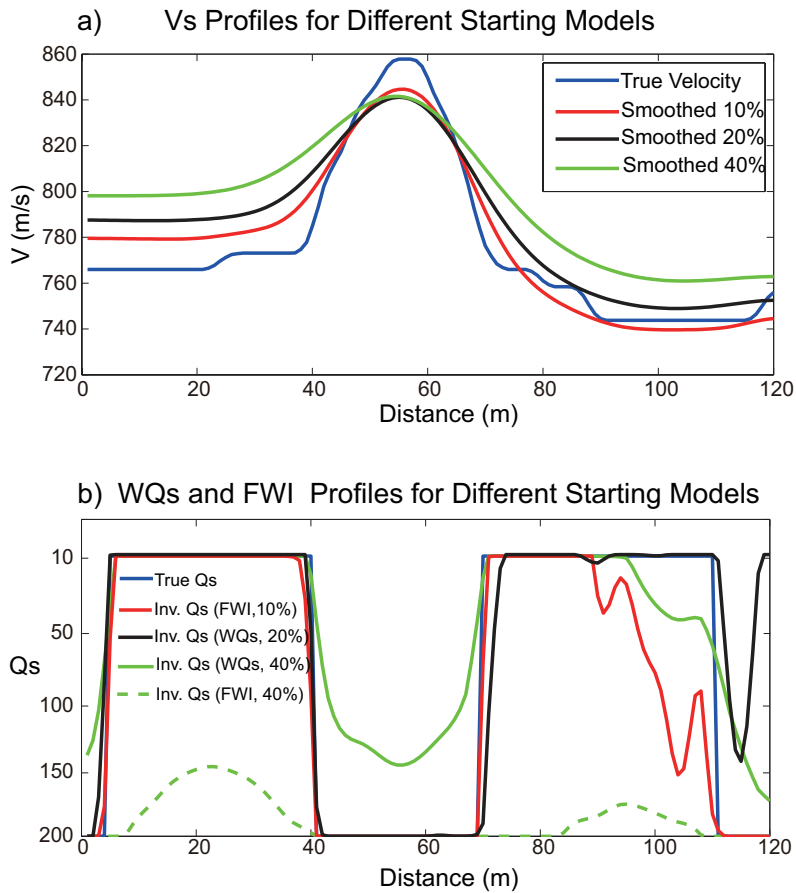 a) Vs Profiles for Different Starting Models
860
840
820
800
780
760
740
720
V (m/s)
True Velocity
Smoothed 10%
Smoothed 20%
Smoothed 40%
0 20 40 60 80 100 120
Distance (m)
b) WQs and FWI Profiles for Different Starting Models
10
50
100
150
200
Qs
True Qs
Inv. Qs (FWI,10%)
Inv. Qs (WQs, 20%)
Inv. Qs (WQs, 40%)
Inv. Qs (FWI, 40%)
0 20 40 60 80 100 120
Distance (m)